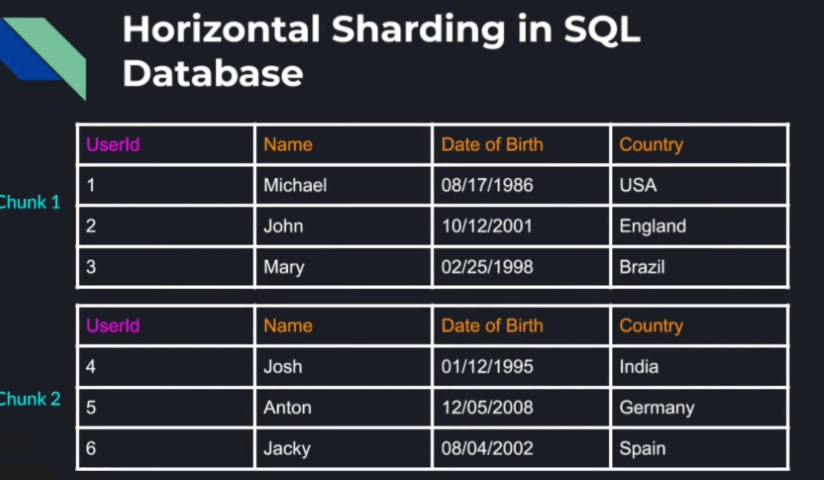 Horizontal Sharding in SQL
Database
UserId Name Date of Birth Country
Chunk 1
1 Michael 08/17/1986 USA
2 John 10/12/2001 England
3 Mary 02/25/1998 Brazil
UserId Name Date of Birth Country
Chunk 2
4 Josh 01/12/1995 India
5 Anton 12/05/2008 Germany
6 Jacky 08/04/2002 Spain